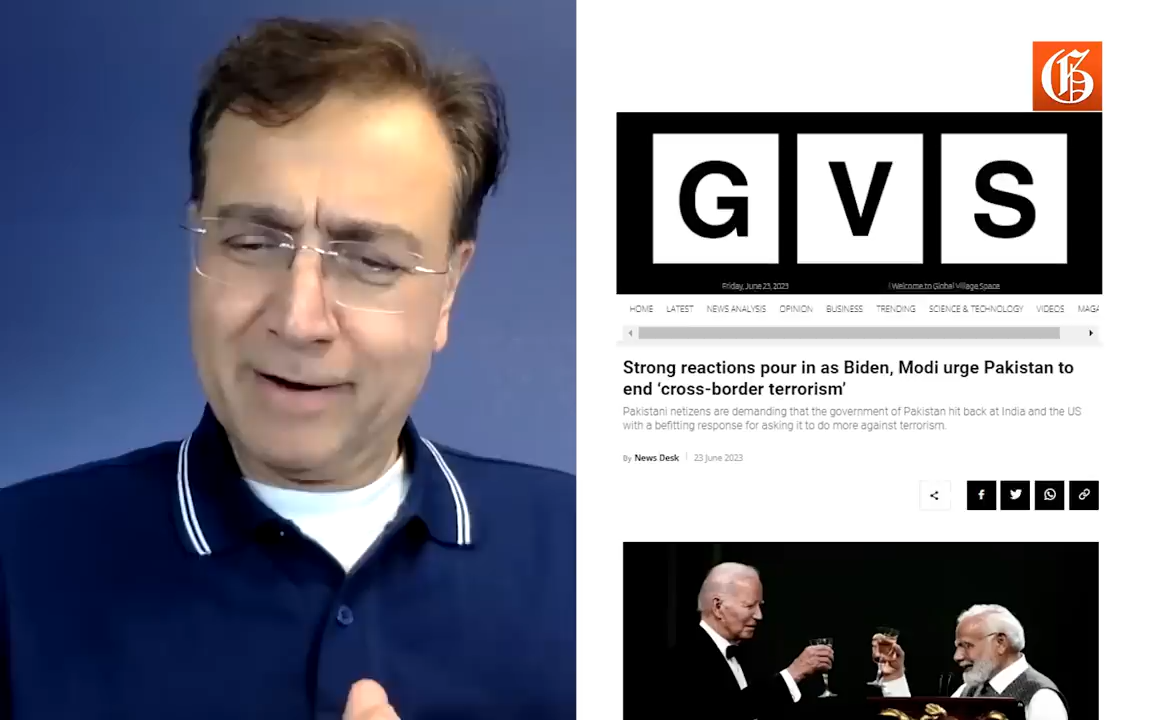 G V S
Friday, June 23, 2023
Welcome to Global Village Space
HOME LATEST NEWS ANALYSIS OPINION BUSINESS TRENDING SCIENCE & TECHNOLOGY VIDEOS MAGA
Strong reactions pour in as Biden, Modi urge Pakistan to
end ‘cross-border terrorism’
Pakistani netizens are demanding that the government of Pakistan hit back at India and the US
with a befitting response for asking it to do more against terrorism.
By News Desk 23 June 2023